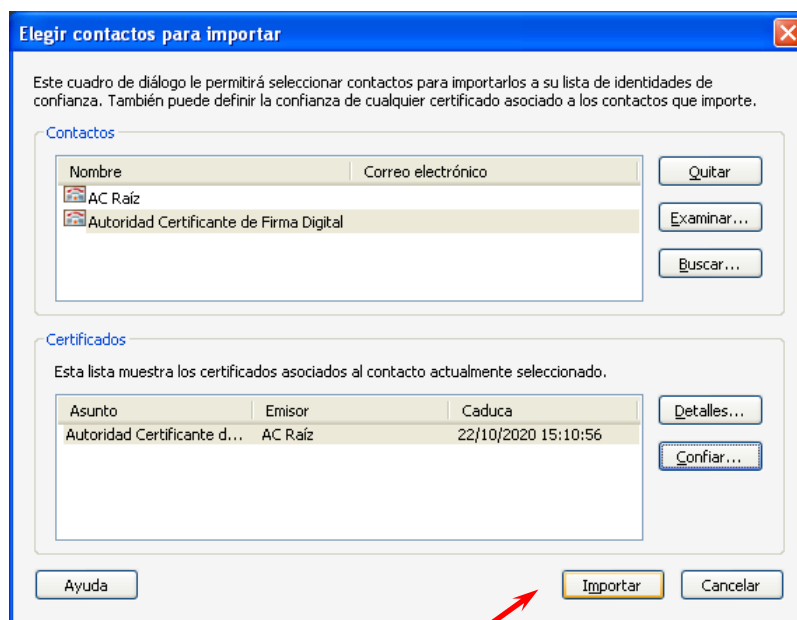 Elegir contactos para importar
Este cuadro de diálogo le permitirá seleccionar contactos para importarlos a su lista de identidades de
confianza. También puede definir la confianza de cualquier certificado asociado a los contactos que importe.
Contactos
Nombre Correo electrónico
AC Raíz
Autoridad Certificante de Firma Digital
Quitar
Examinar...
Buscar...
Certificados
Esta lista muestra los certificados asociados al contacto actualmente seleccionado.
Asunto Emisor Caduca
Autoridad Certificante d... AC Raíz 22/10/2020 15:10:56
Detalles...
Confiar...
Ayuda Importar Cancelar